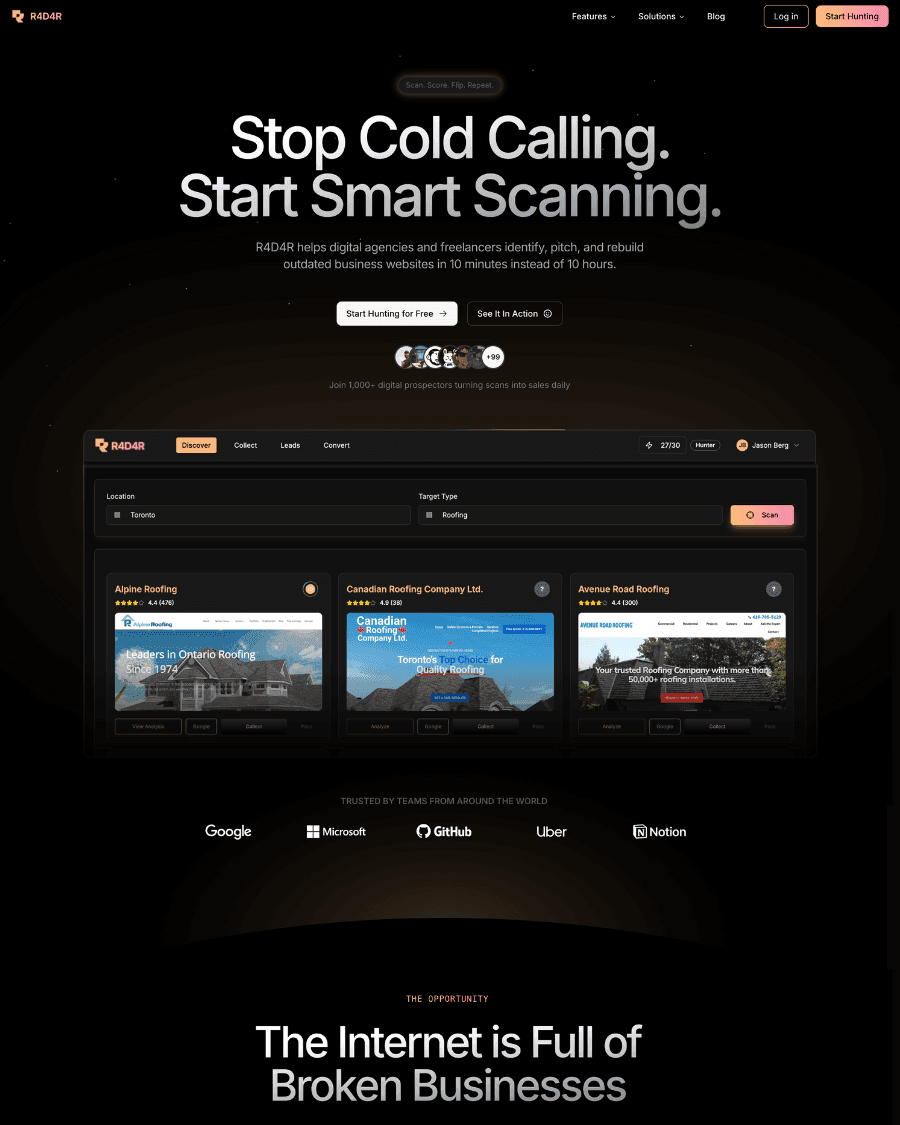 R4D4R
Features
Solutions
Blog
Log in
Start Hunting
Scan. Score. Flip. Repeat.
Stop Cold Calling.
Start Smart Scanning.
R4D4R helps digital agencies and freelancers identify, pitch, and rebuild
outdated business websites in 10 minutes instead of 10 hours.
Start Hunting for Free
See It In Action
+99
Join 1,000+ digital prospectors turning scans into sales daily
R4D4R
Discover
Collect
Leads
Convert
27/30
Hunter
JB
Jason Berg
Location
Target Type
Toronto
Roofing
Scan
Alpine Roofing
4.4 (476)
Canadian Roofing Company Ltd.
?
4.9 (38)
Avenue Road Roofing
?
4.4 (300)
Alpine Roofing
Leaders in Ontario Roofing
Since 1974
Canadian
Roofing
Company Ltd.
Toronto's Top Choice for
Quality Roofing
AVENUE ROAD ROOFING
Commercial
Residential
Projects
Careers
About
Contact
Your trusted Roofing Company with more than
50,000+ roofing installations.
View Analysis
Google
Collect
Pass
Analyze
Google
Collect
Pass
Analyze
Google
Collect
Pass
TRUSTED BY TEAMS FROM AROUND THE WORLD
Google
Microsoft
GitHub
Uber
Notion
THE OPPORTUNITY
The Internet is Full of
Broken Businesses